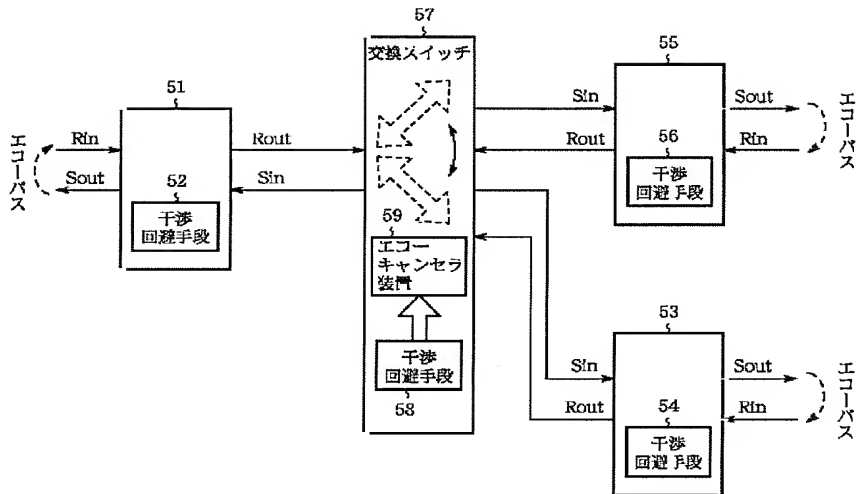 57
交換スイッチ
51
エコーパス
Rin
Sout
Rout
Sin
52
干渉
回避手段
59
エコー
キャンセラ
装置
干渉
回避手段
58
55
Sin
Rout
Sout
Rin
エコーパス
56
干渉
回避手段
53
Sin
Rout
Sout
Rin
エコーパス
54
干渉
回避手段